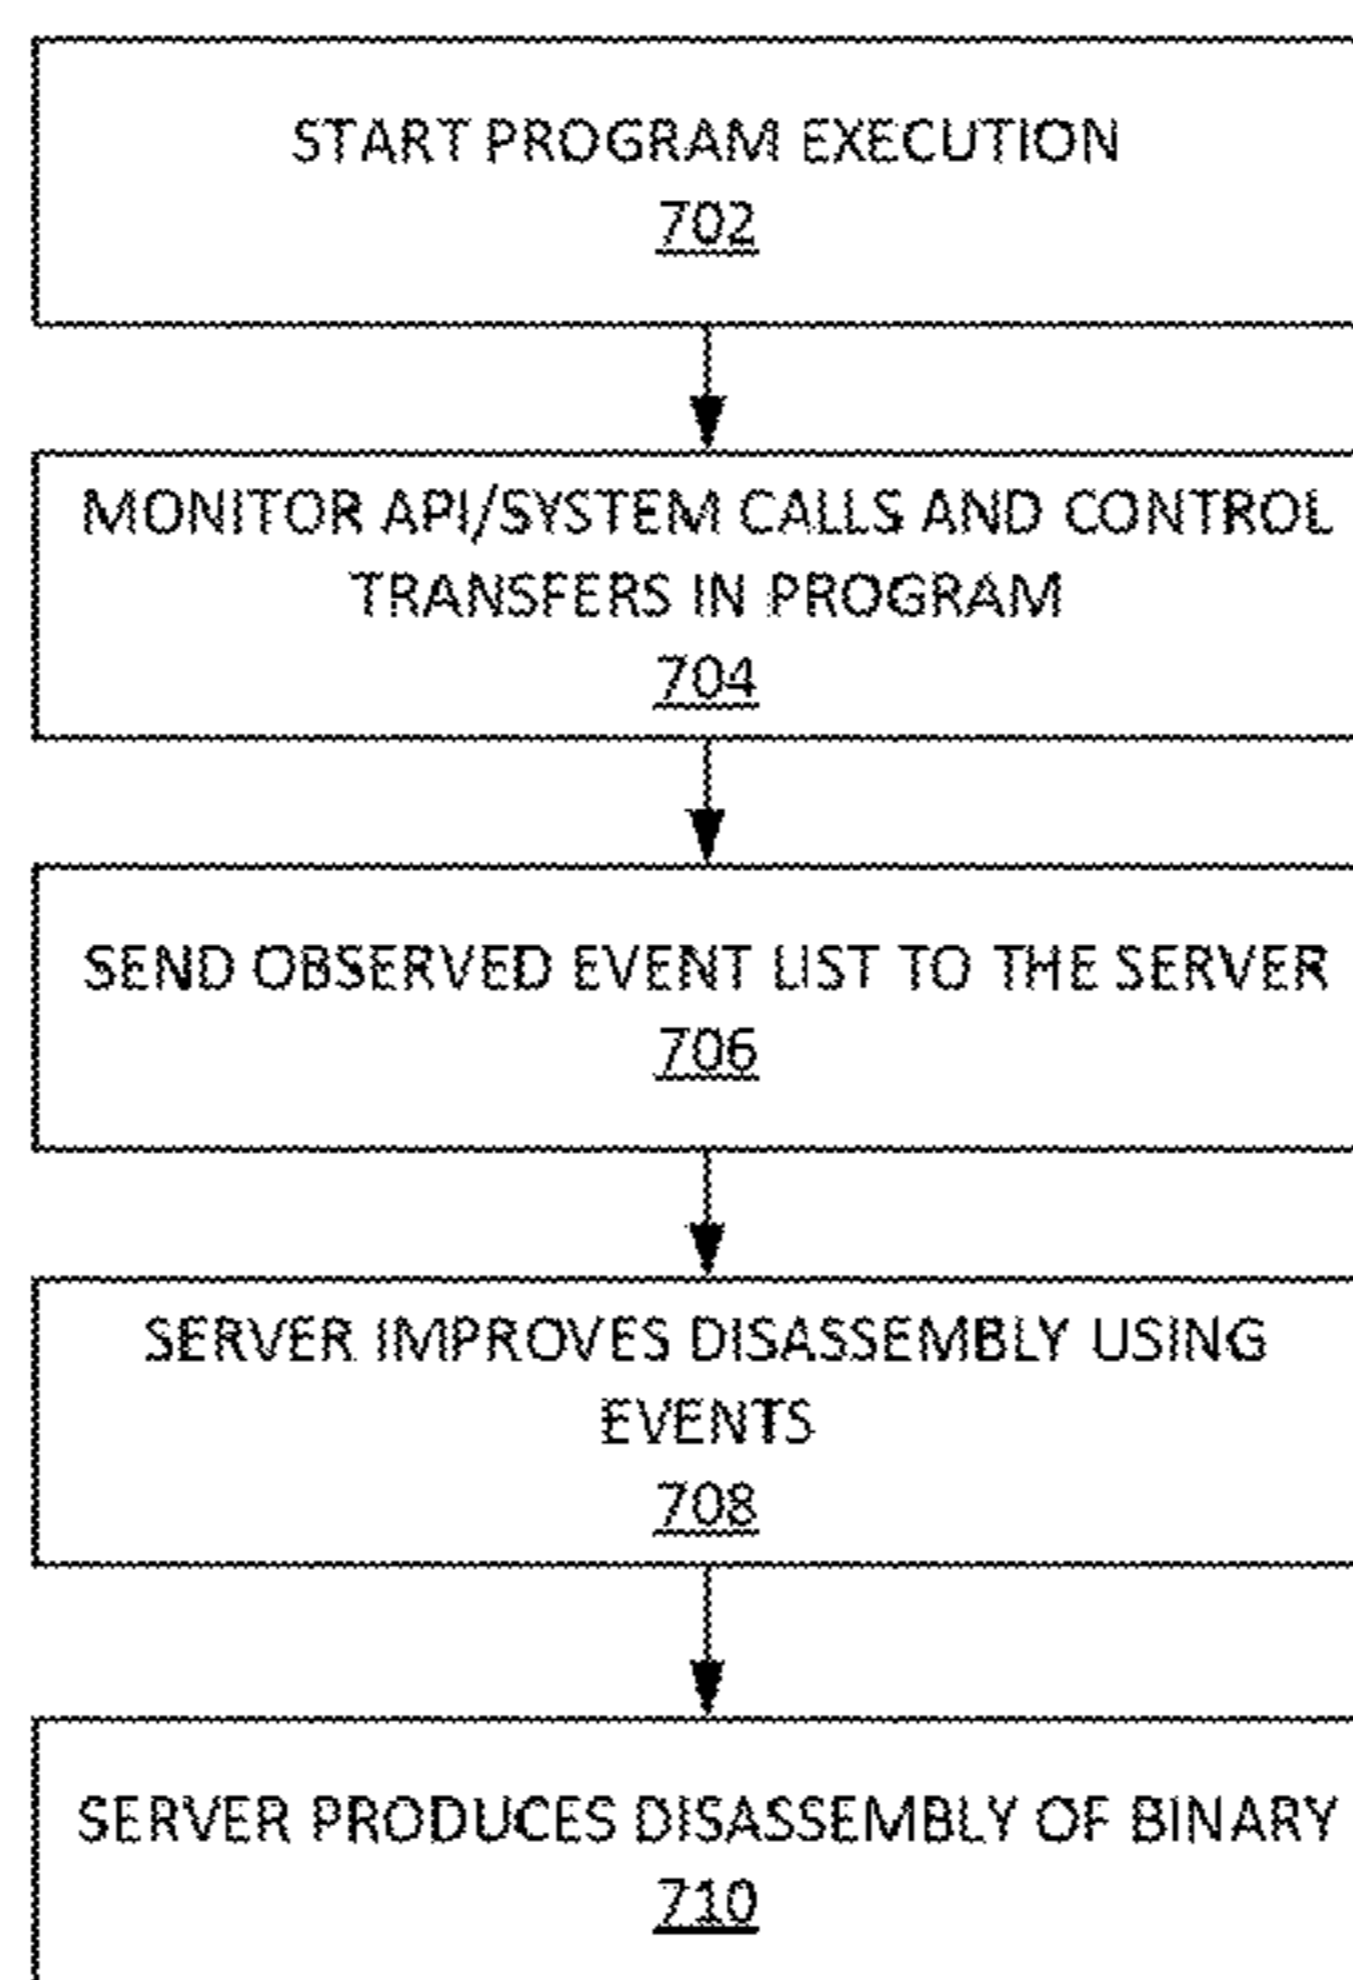 START PROGRAM EXECUTION
702
MONITOR API/SYSTEM CALLS AND CONTROL
TRANSFERS IN PROGRAM
704
SEND OBSERVED EVENT LIST TO THE SERVER
706
SERVER IMPROVES DISASSEMBLY USING
EVENTS
708
SERVER PRODUCES DISASSEMBLY OF BINARY
710